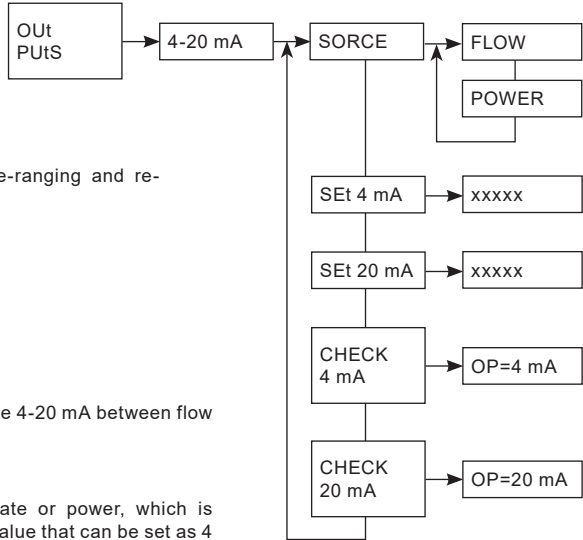 OUt
PUtS
4-20 mA
SORCE
FLOW
POWER
e-ranging and re-
SEt 4 mA
xxxxx
SEt 20 mA
xxxxx
CHECK
4 mA
OP=4 mA
e 4-20 mA between flow
CHECK
20 mA
OP=20 mA
ate or power, which is
alue that can be set as 4